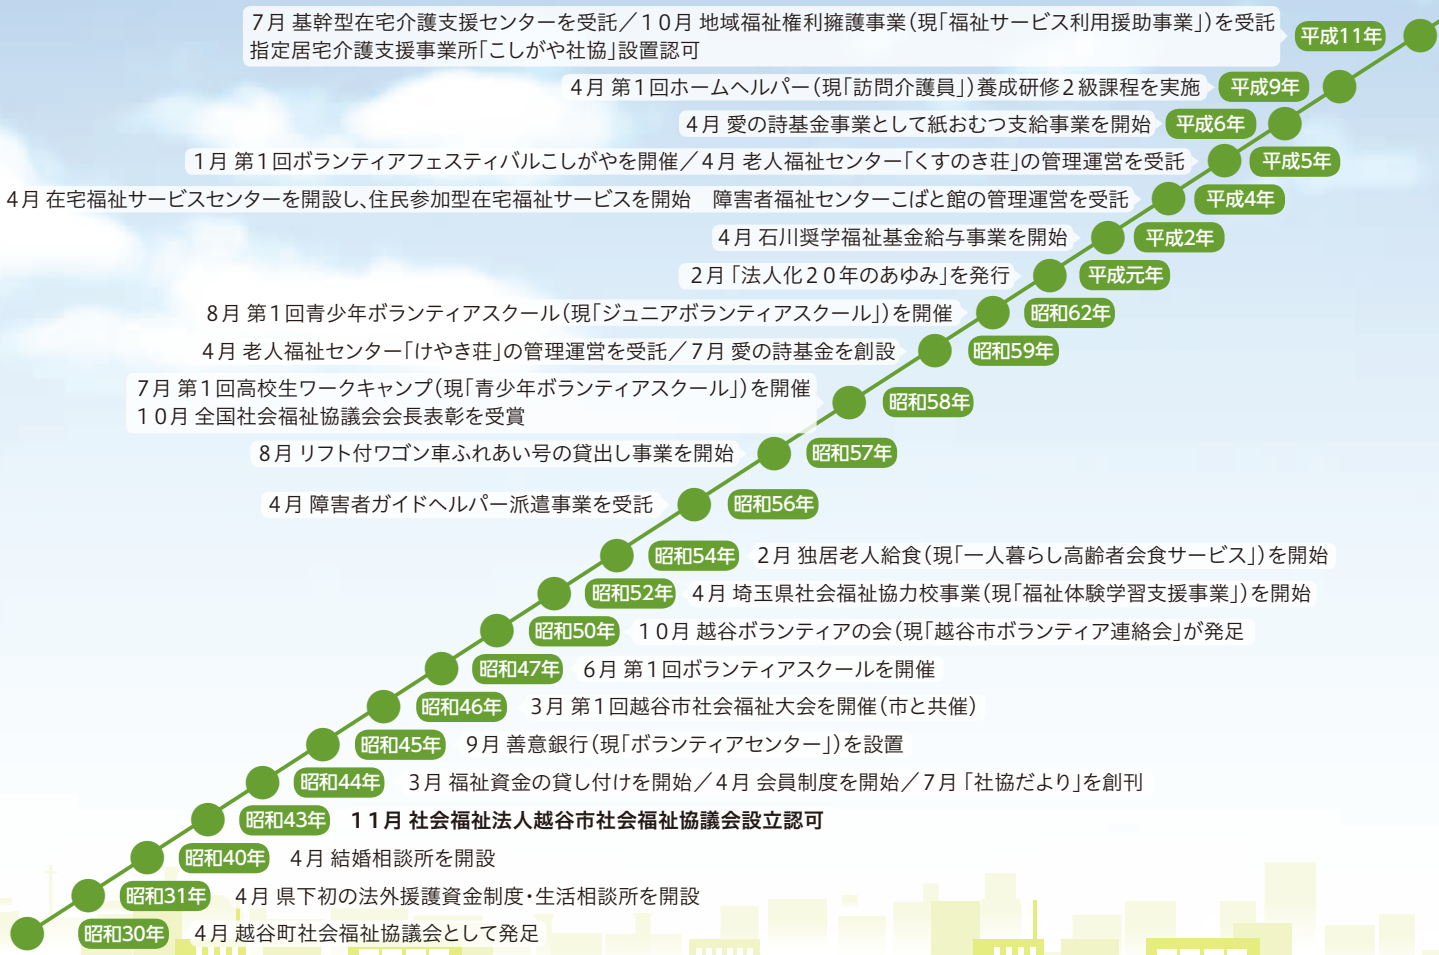 7月 基幹型在宅介護支援センターを受託／10月 地域福祉権利擁護事業(現「福祉サービス利用援助事業」)を受託
指定居宅介護支援事業所「こしがや社協」設置認可
平成11年
4月 第1回ホームヘルパー(現「訪問介護員」)養成研修2級課程を実施
平成9年
4月 愛の詩基金事業として紙おむつ支給事業を開始
平成6年
1月 第1回ボランティアフェスティバルこしがやを開催／4月 老人福祉センター「くすのき荘」の管理運営を受託
平成5年
4月 在宅福祉サービスセンターを開設し、住民参加型在宅福祉サービスを開始　障害者福祉センターこばと館の管理運営を受託
平成4年
4月 石川奨学福祉基金給与事業を開始
平成2年
2月「法人化20年のあゆみ」を発行
平成元年
8月 第1回青少年ボランティアスクール(現「ジュニアボランティアスクール」)を開催
昭和62年
4月 老人福祉センター「けやき荘」の管理運営を受託／7月 愛の詩基金を創設
昭和59年
7月 第1回高校生ワークキャンプ(現「青少年ボランティアスクール」)を開催
10月 全国社会福祉協議会会長表彰を受賞
昭和58年
8月 リフト付ワゴン車ふれあい号の貸出し事業を開始
昭和57年
4月 障害者ガイドヘルパー派遣事業を受託
昭和56年
昭和54年
2月 独居老人給食(現「一人暮らし高齢者会食サービス」)を開始
昭和52年
4月 埼玉県社会福祉協力校事業(現「福祉体験学習支援事業」)を開始
昭和50年
10月 越谷ボランティアの会(現「越谷市ボランティア連絡会」が発足
昭和47年
6月 第1回ボランティアスクールを開催
昭和46年
3月 第1回越谷市社会福祉大会を開催(市と共催)
昭和45年
9月 善意銀行(現「ボランティアセンター」)を設置
昭和44年
3月 福祉資金の貸し付けを開始／4月 会員制度を開始／7月「社協だより」を創刊
昭和43年
11月 社会福祉法人越谷市社会福祉協議会設立認可
昭和40年
4月 結婚相談所を開設
昭和31年
4月 県下初の法外援護資金制度・生活相談所を開設
昭和30年
4月 越谷町社会福祉協議会として発足